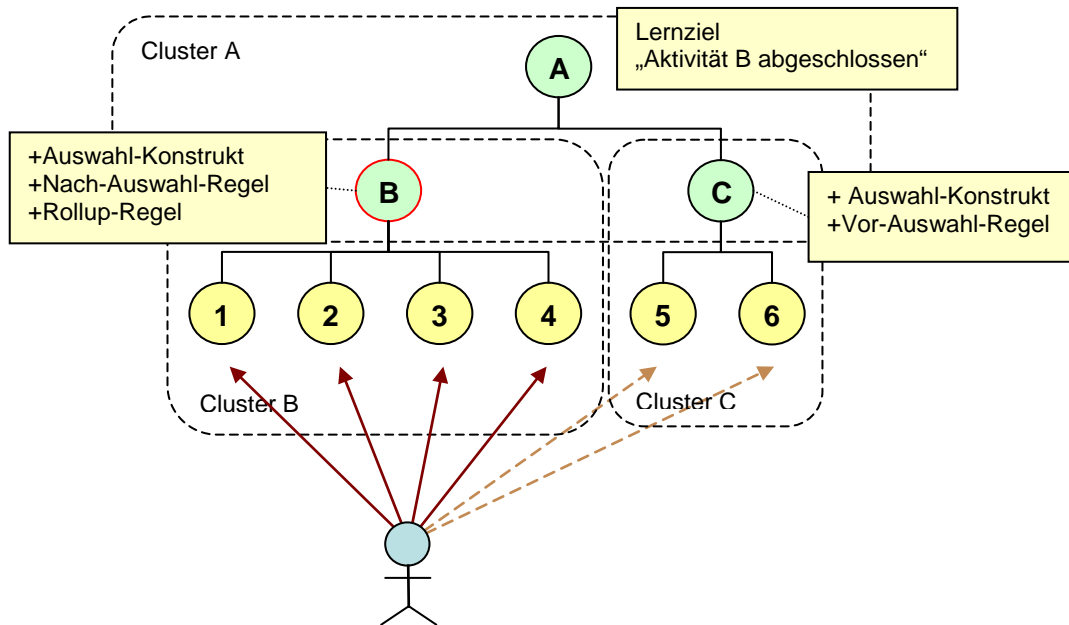 Cluster A
Lernziel
„Aktivität B abgeschlossen“
A
+Auswahl-Konstrukt
+Nach-Auswahl-Regel
+Rollup-Regel
B
C
+ Auswahl-Konstrukt
+Vor-Auswahl-Regel
1
2
3
4
5
6
Cluster B
Cluster C